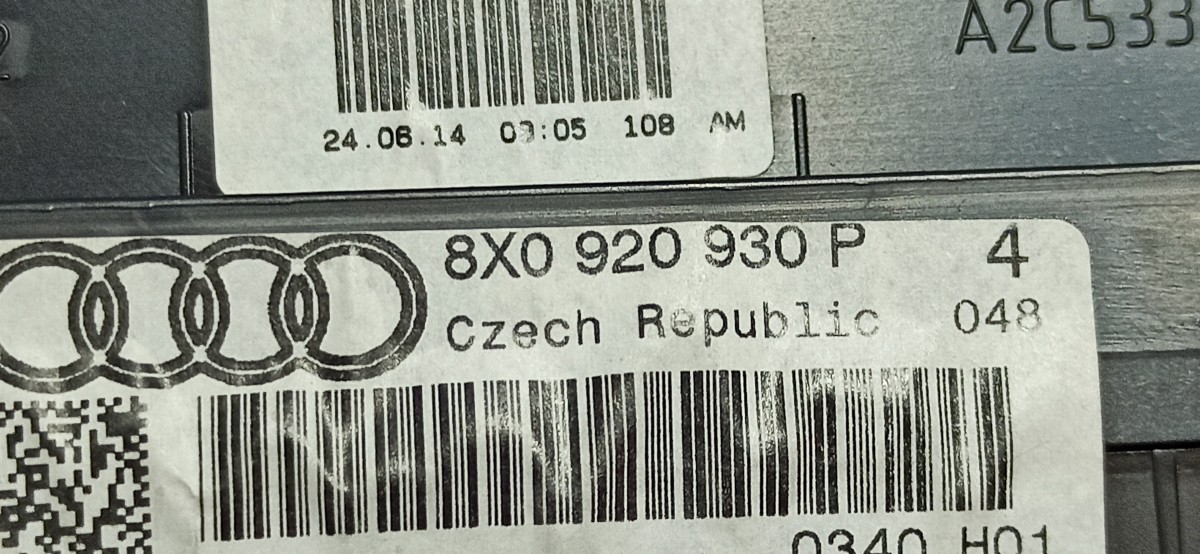 A2C533
24.06.14 09:05 108 AM
8X0 920 930 P 4
Czech Republic 048
0340 H01